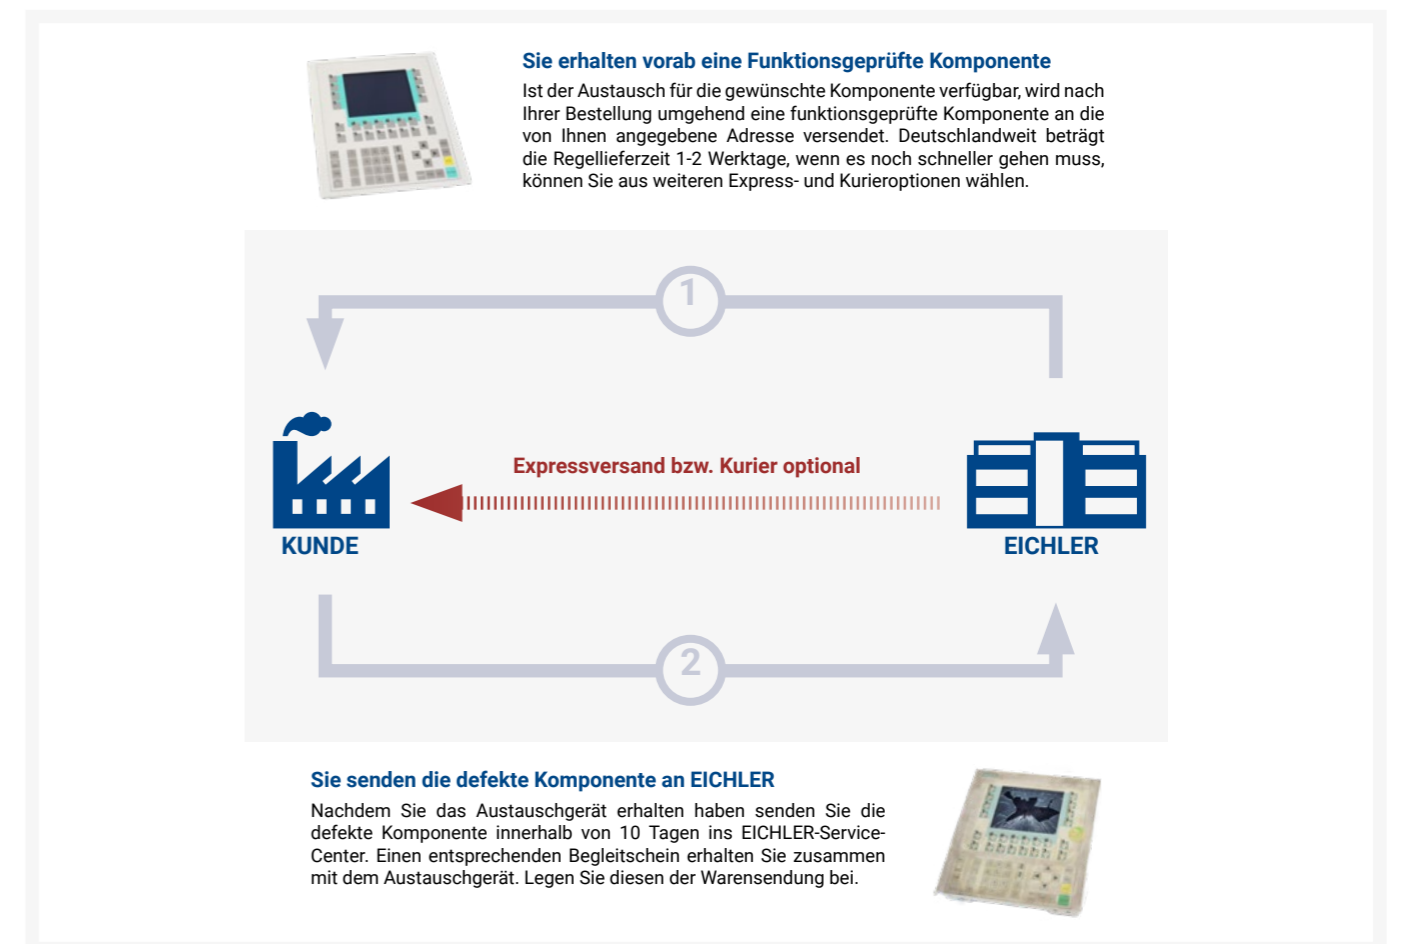 Sie erhalten vorab eine Funktionsgeprüfte Komponente
Ist der Austausch für die gewünschte Komponente verfügbar, wird nach
Ihrer Bestellung umgehend eine funktionsgeprüfte Komponente an die
von Ihnen angegebene Adresse versendet. Deutschlandweit beträgt
die Regellieferzeit 1-2 Werktage, wenn es noch schneller gehen muss,
können Sie aus weiteren Express- und Kurieroptionen wählen.
1
Expressversand bzw. Kurier optional
KUNDE
EICHLER
2
Sie senden die defekte Komponente an EICHLER
Nachdem Sie das Austauschgerät erhalten haben senden Sie die
defekte Komponente innerhalb von 10 Tagen ins EICHLER-Service-
Center. Einen entsprechenden Begleitschein erhalten Sie zusammen
mit dem Austauschgerät. Legen Sie diesen der Warensendung bei.